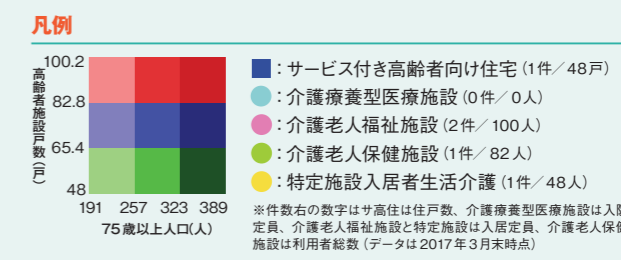 凡例
100.2
82.8
65.4
48
高齢者施設戸数（戸）
191 257 323 389
75歳以上人口(人)
：サービス付き高齢者向け住宅（1件／48戸）
：介護療養型医療施設（0件／0人）
：介護老人福祉施設（2件／100人）
：介護老人保健施設（1件／82人）
：特定施設入居者生活介護（1件／48人）
※件数右の数字はサ高住は住戸数、介護療養型医療施設は入院
定員、介護老人福祉施設と特定施設は入居定員、介護老人保健
施設は利用者総数（データは2017年3月末時点）